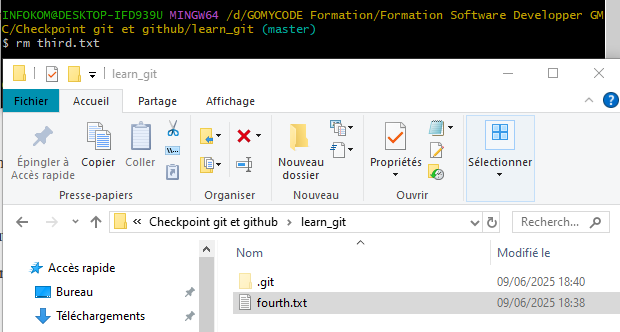 INFOKOM@DESKTOP-IFD939U MINGW64 /d/GOMYCODE Formation/Formation Software Developper GM
C/Checkpoint git et github/learn_git (master)
$ rm third.txt
learn_git
Fichier Accueil Partage Affichage
Épingler à
Accès rapide
Copier
Coller
Nouveau
dossier
Propriétés
Sélectionner
Presse-papiers Organiser Nouveau Ouvrir
« Checkpoint git et github › learn_git
Recherch...
Nom Modifié le
Accès rapide
.git 09/06/2025 18:40
Bureau
fourth.txt 09/06/2025 18:38
Téléchargements